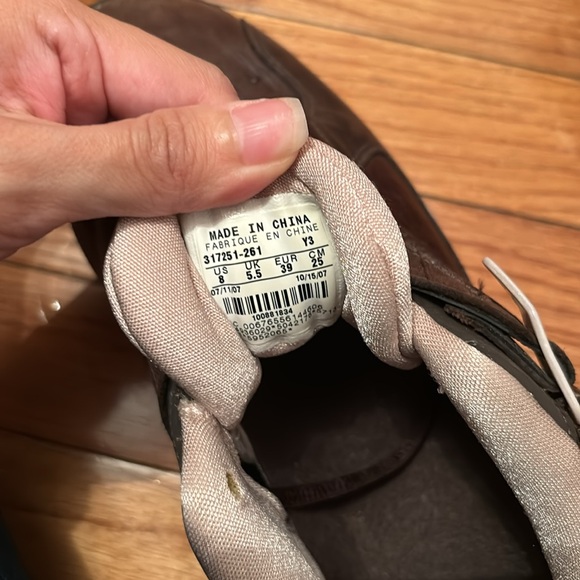 MADE IN CHINA
FABRIQUE EN CHINE
317251-261 Y3
US UK EUR CM
8 5.5 39 25
07/11/07 10/15/07
100881834